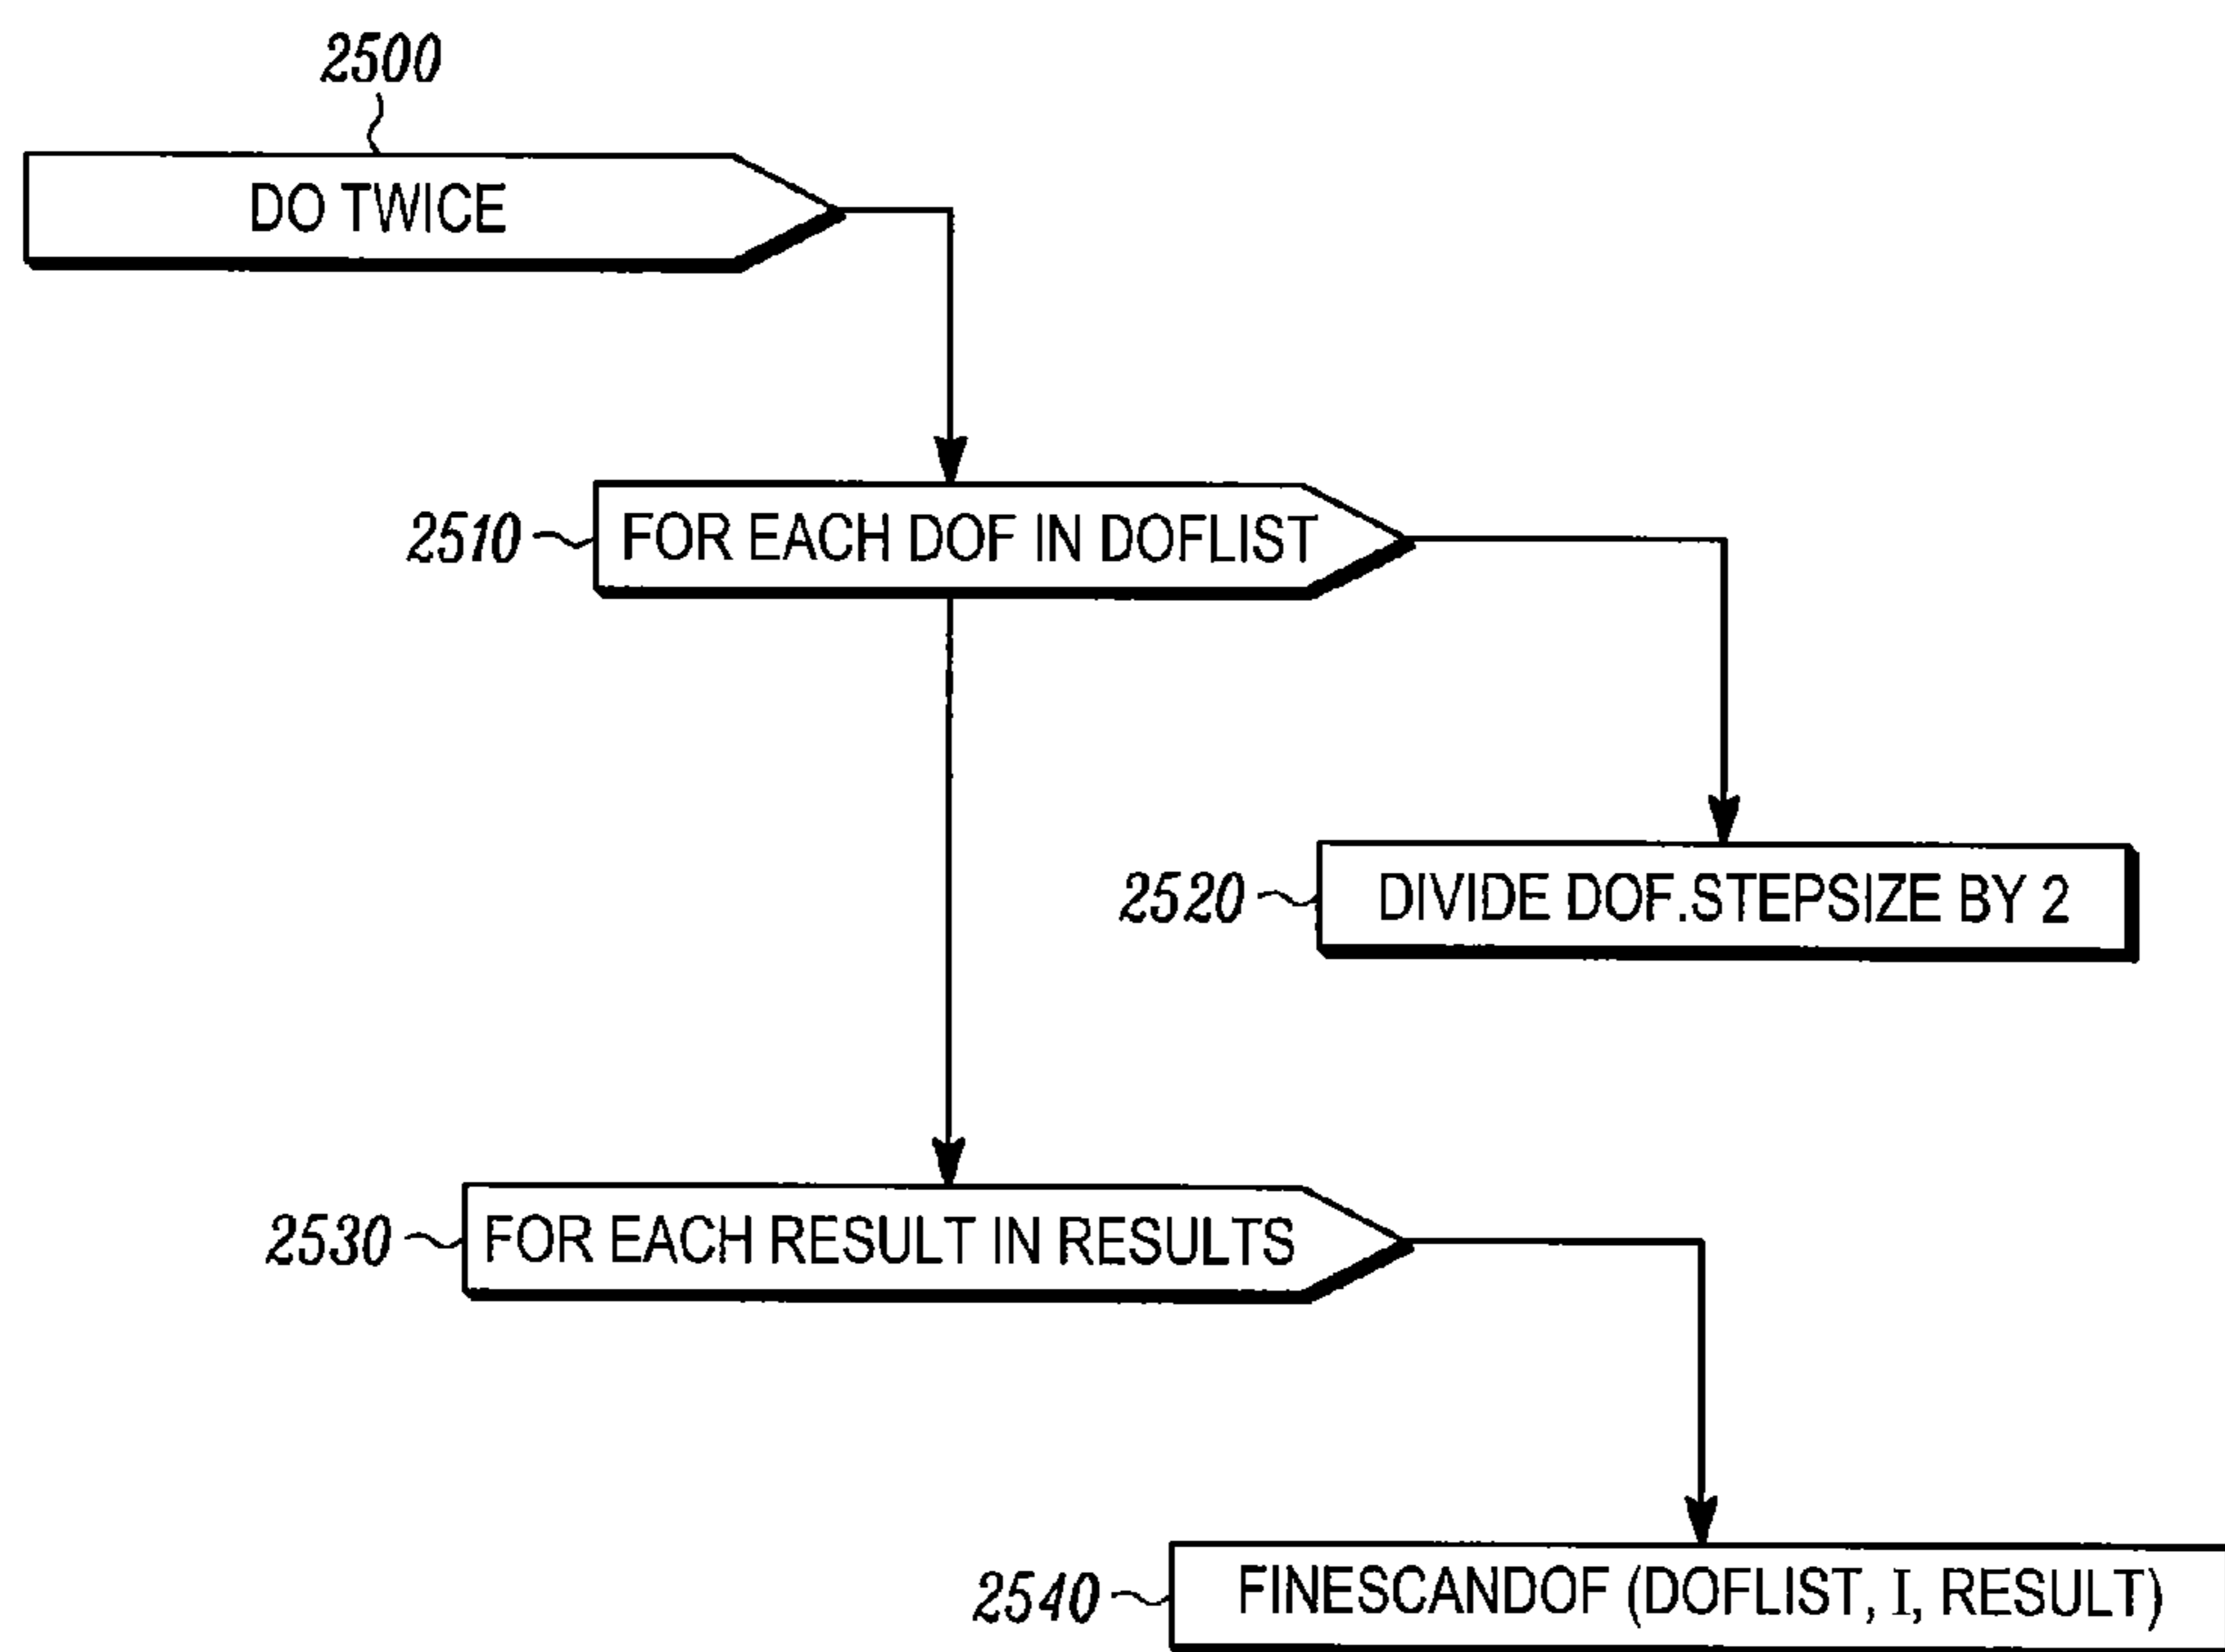 2500
DO TWICE
2510
FOR EACH DOF IN DOFLIST
2520
DIVIDE DOF.STEPSIZE BY 2
2530
FOR EACH RESULT IN RESULTS
2540
FINESCANDOF (DOFLIST, I, RESULT)